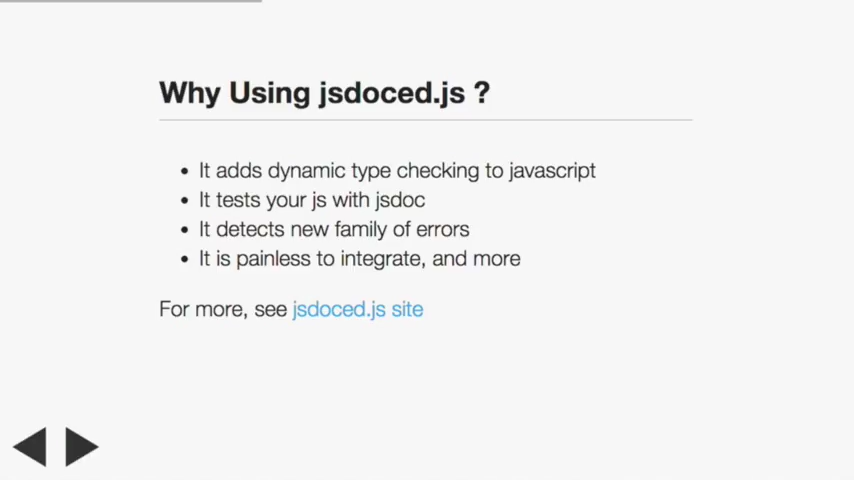 Why Using jsdoced.js ?
• It adds dynamic type checking to javascript
• It tests your js with jsdoc
• It detects new family of errors
• It is painless to integrate, and more
For more, see jsdoced.js site